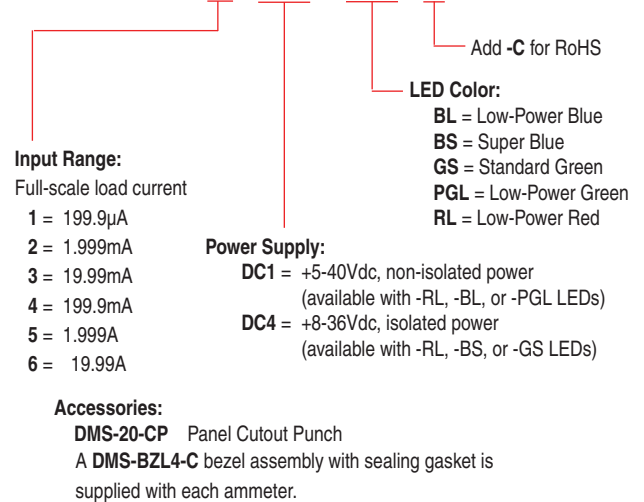 Add -C for RoHS
LED Color:
BL = Low-Power Blue
BS = Super Blue
GS = Standard Green
PGL = Low-Power Green
RL = Low-Power Red
Input Range:
Full-scale load current
1 = 199.9µA
2 = 1.999mA
3 = 19.99mA
4 = 199.9mA
5 = 1.999A
6 = 19.99A
Power Supply:
DC1 = +5-40Vdc, non-isolated power
(available with -RL, -BL, or -PGL LEDs)
DC4 = +8-36Vdc, isolated power
(available with -RL, -BS, or -GS LEDs)
Accessories:
DMS-20-CP Panel Cutout Punch
A DMS-BZL4-C bezel assembly with sealing gasket is
supplied with each ammeter.